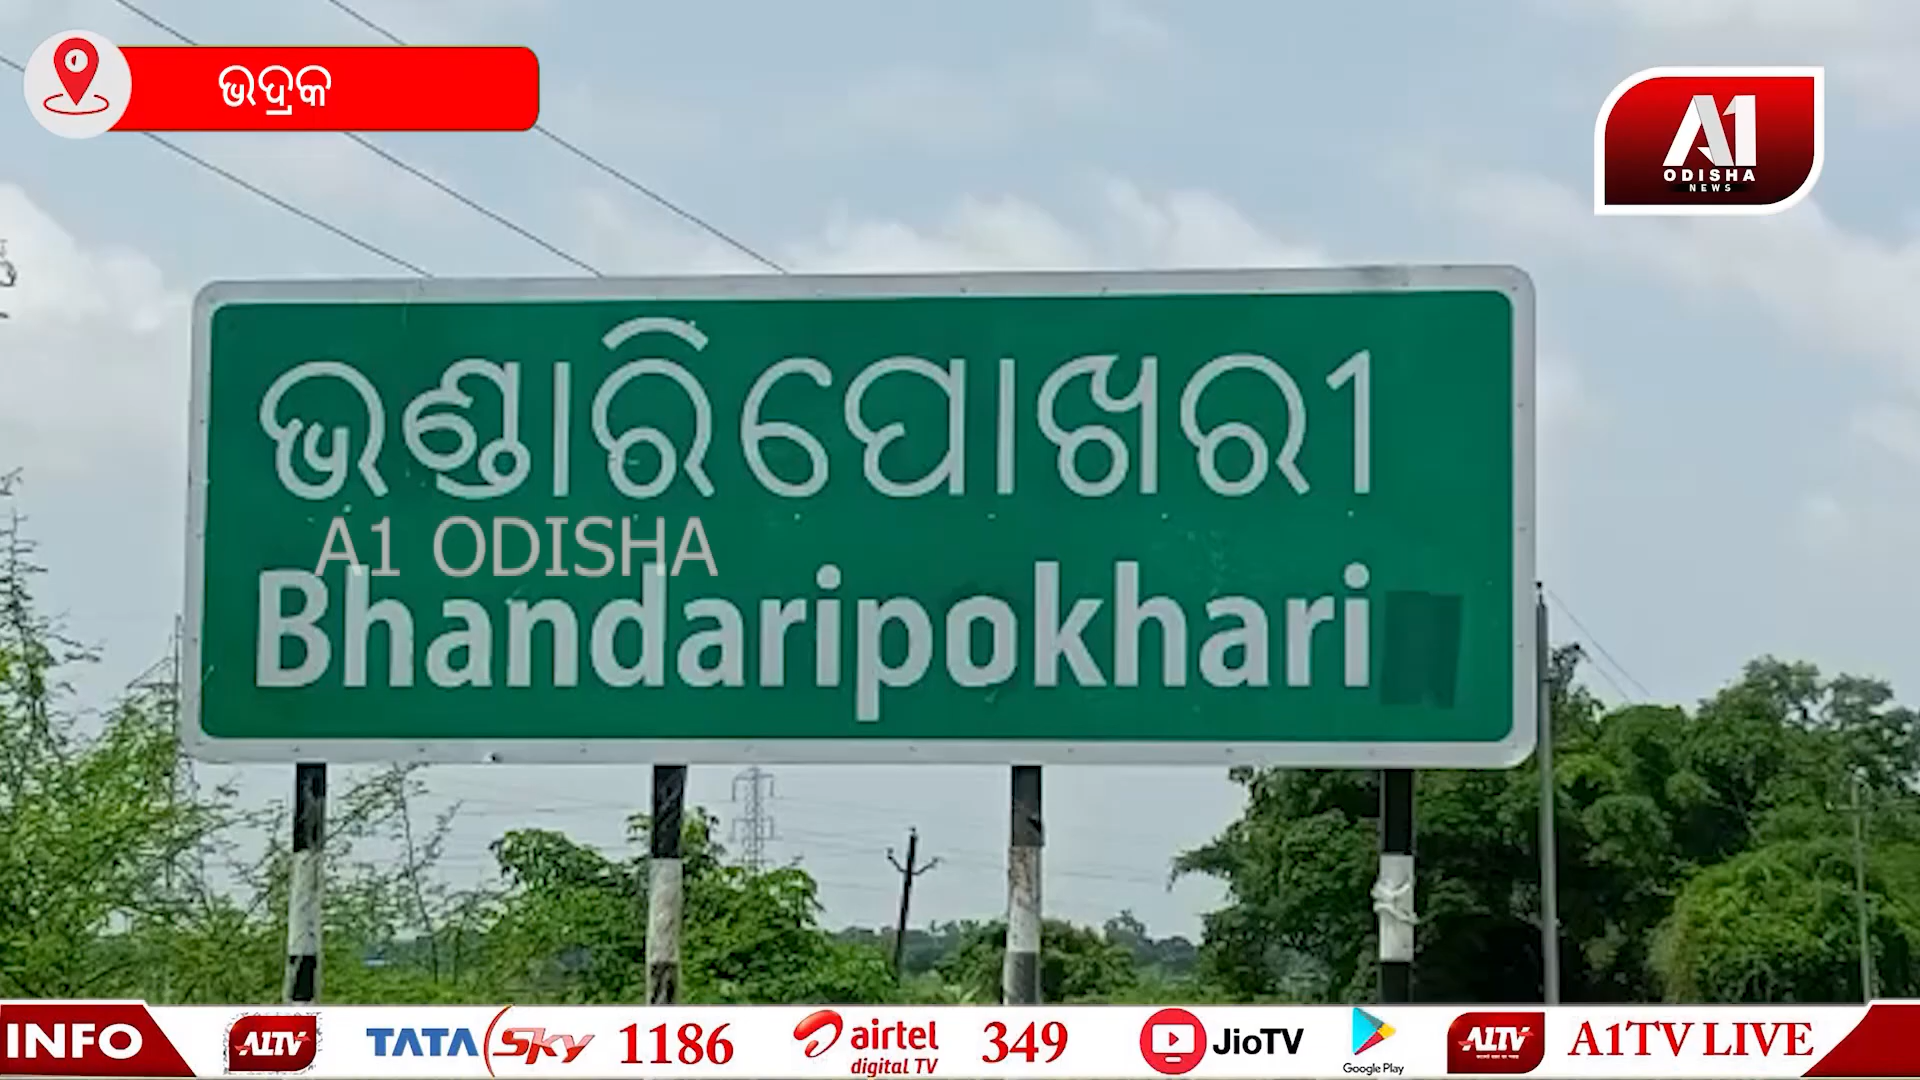 ଭଦ୍ରକ
A1
ODISHA
NEWS
ଭଣ୍ଡାରିପୋଖରୀ
A1 ODISHA
Bhandaripokhari
INFO A1TV TATA Sky 1186 airtel digital TV 349 JioTV Google Play A1TV A1TV LIVE